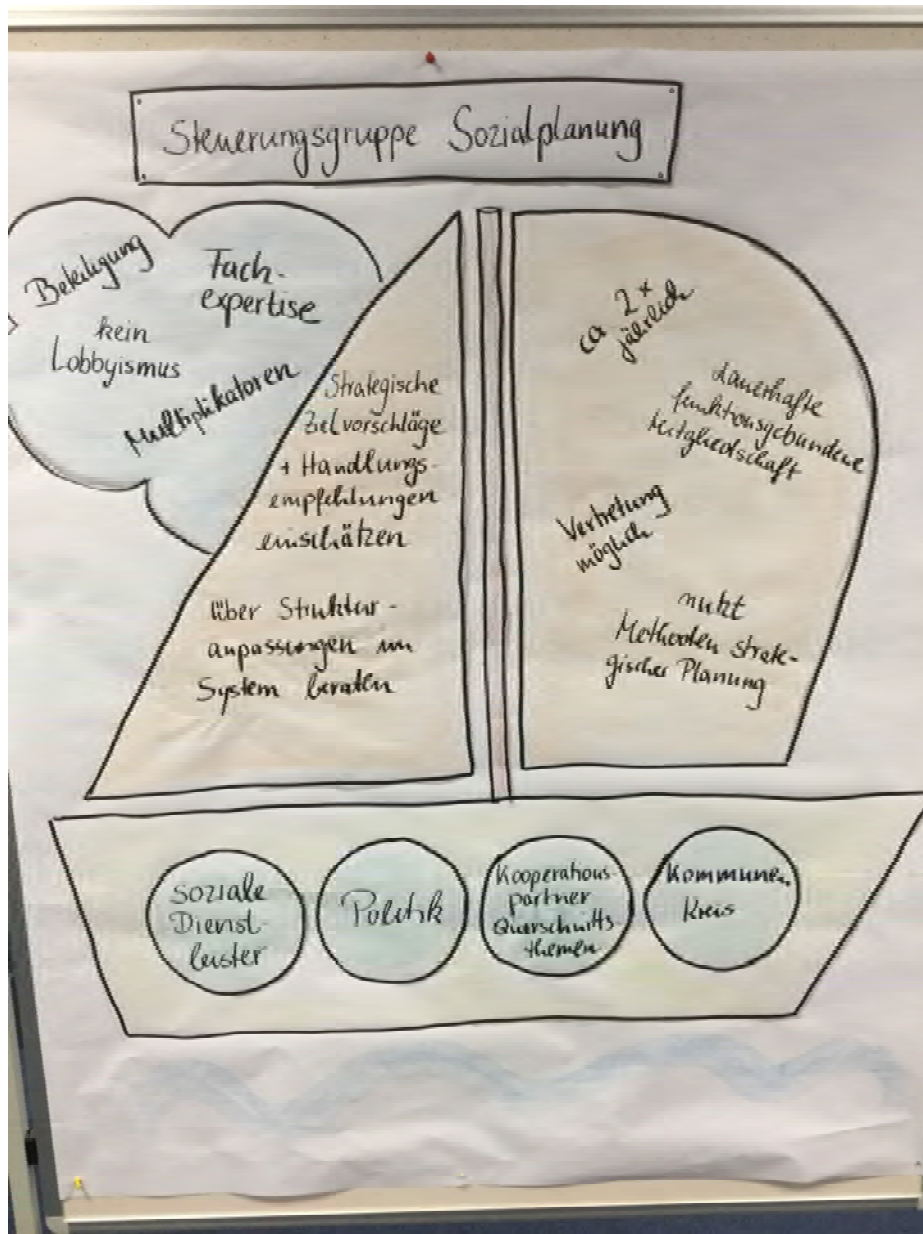 Steuerungsgruppe Sozialplanung
Beteiligung
Fach-
expertise
kein
Lobbyismus
Multiplikatoren
Strategische
Zielvorschläge
+ Handlungs-
empfehlungen
einschätzen
über Struktur-
anpassungen im
System beraten
ca 2x
jährlich
dauerhafte
funktionsgebundene
Mitgliedschaft
Vertretung
möglich
nutzt
Methoden strate-
gischer Planung
Soziale
Dienst-
leister
Politik
Kooperations-
partner
Querschnitts-
themen
Kommunen,
Kreis